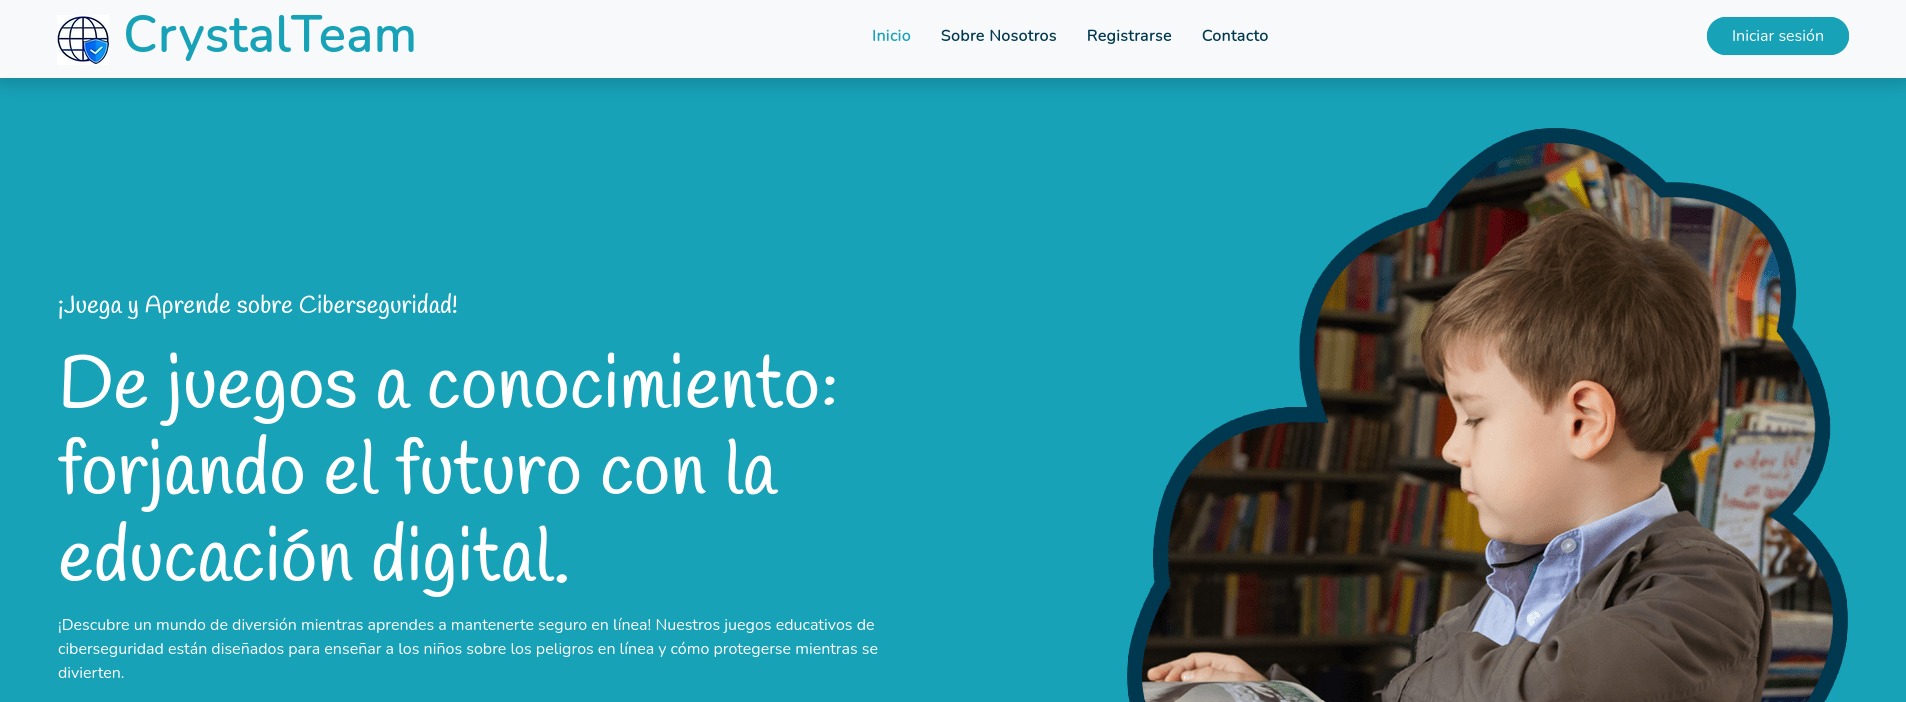 CrystalTeam
Inicio Sobre Nosotros Registrarse Contacto
Iniciar sesión
¡Juega y Aprende sobre Ciberseguridad!
De juegos a conocimiento:
forjando el futuro con la
educación digital.
¡Descubre un mundo de diversión mientras aprendes a mantenerte seguro en línea! Nuestros juegos educativos de
ciberseguridad están diseñados para enseñar a los niños sobre los peligros en línea y cómo protegerse mientras se
divierten.